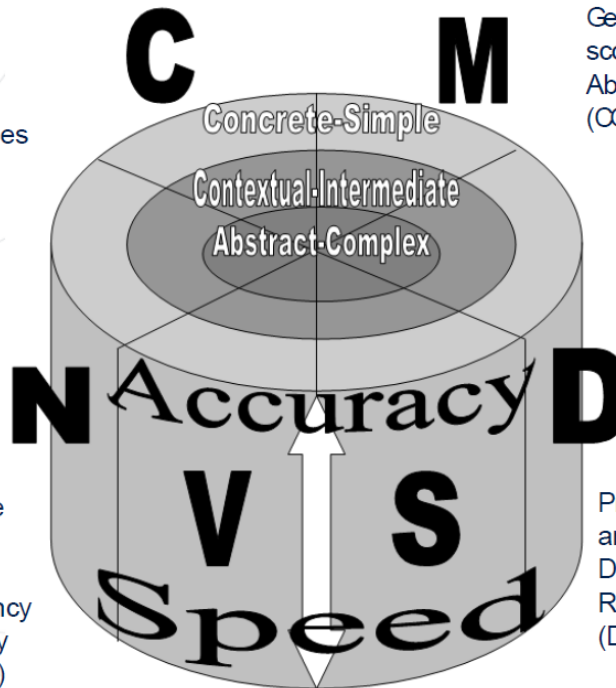 C
M
Concrete-Simple
Contextual-Intermediate
Abstract-Complex
N
Accuracy
D
V
S
Speed
(D